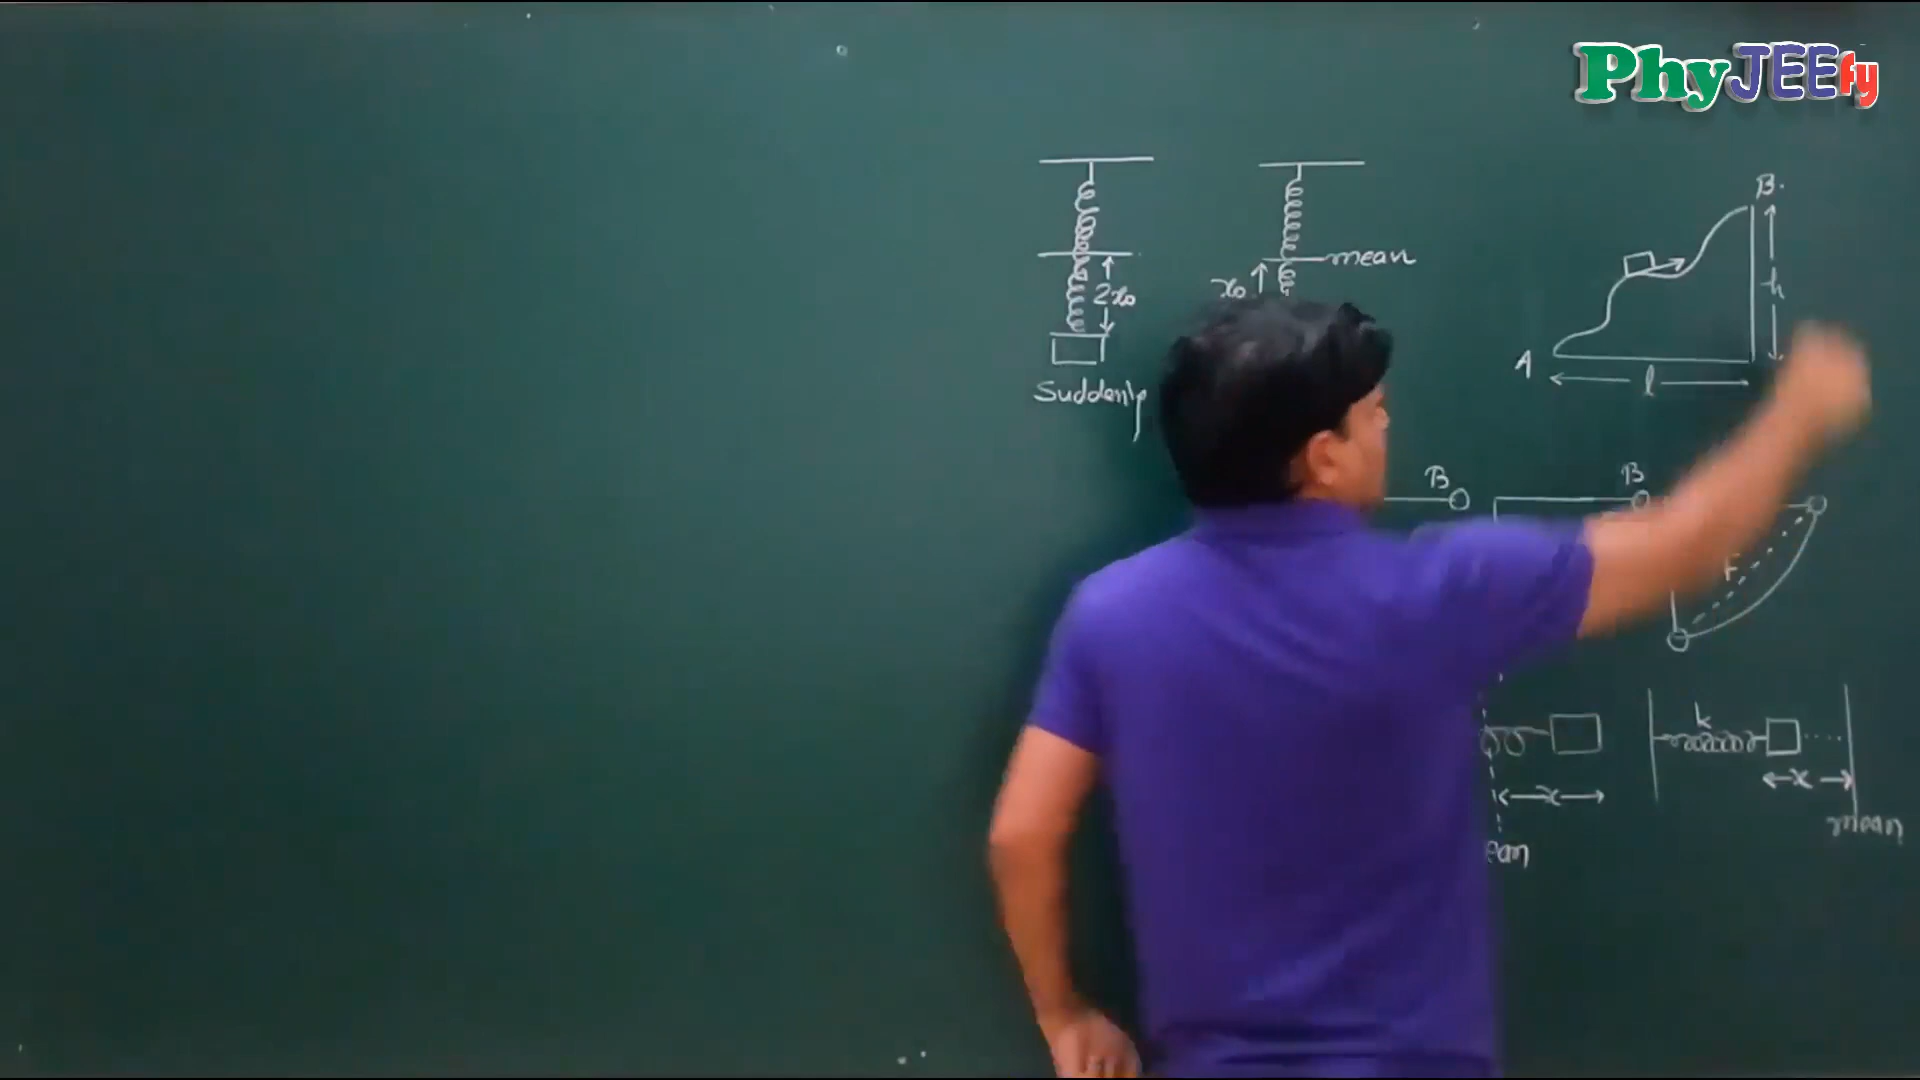 PhyJEEfy
2x₀
Suddenly
mean
x₀
B.
h
A
l
B
B
F
x
ean
k
x
mean